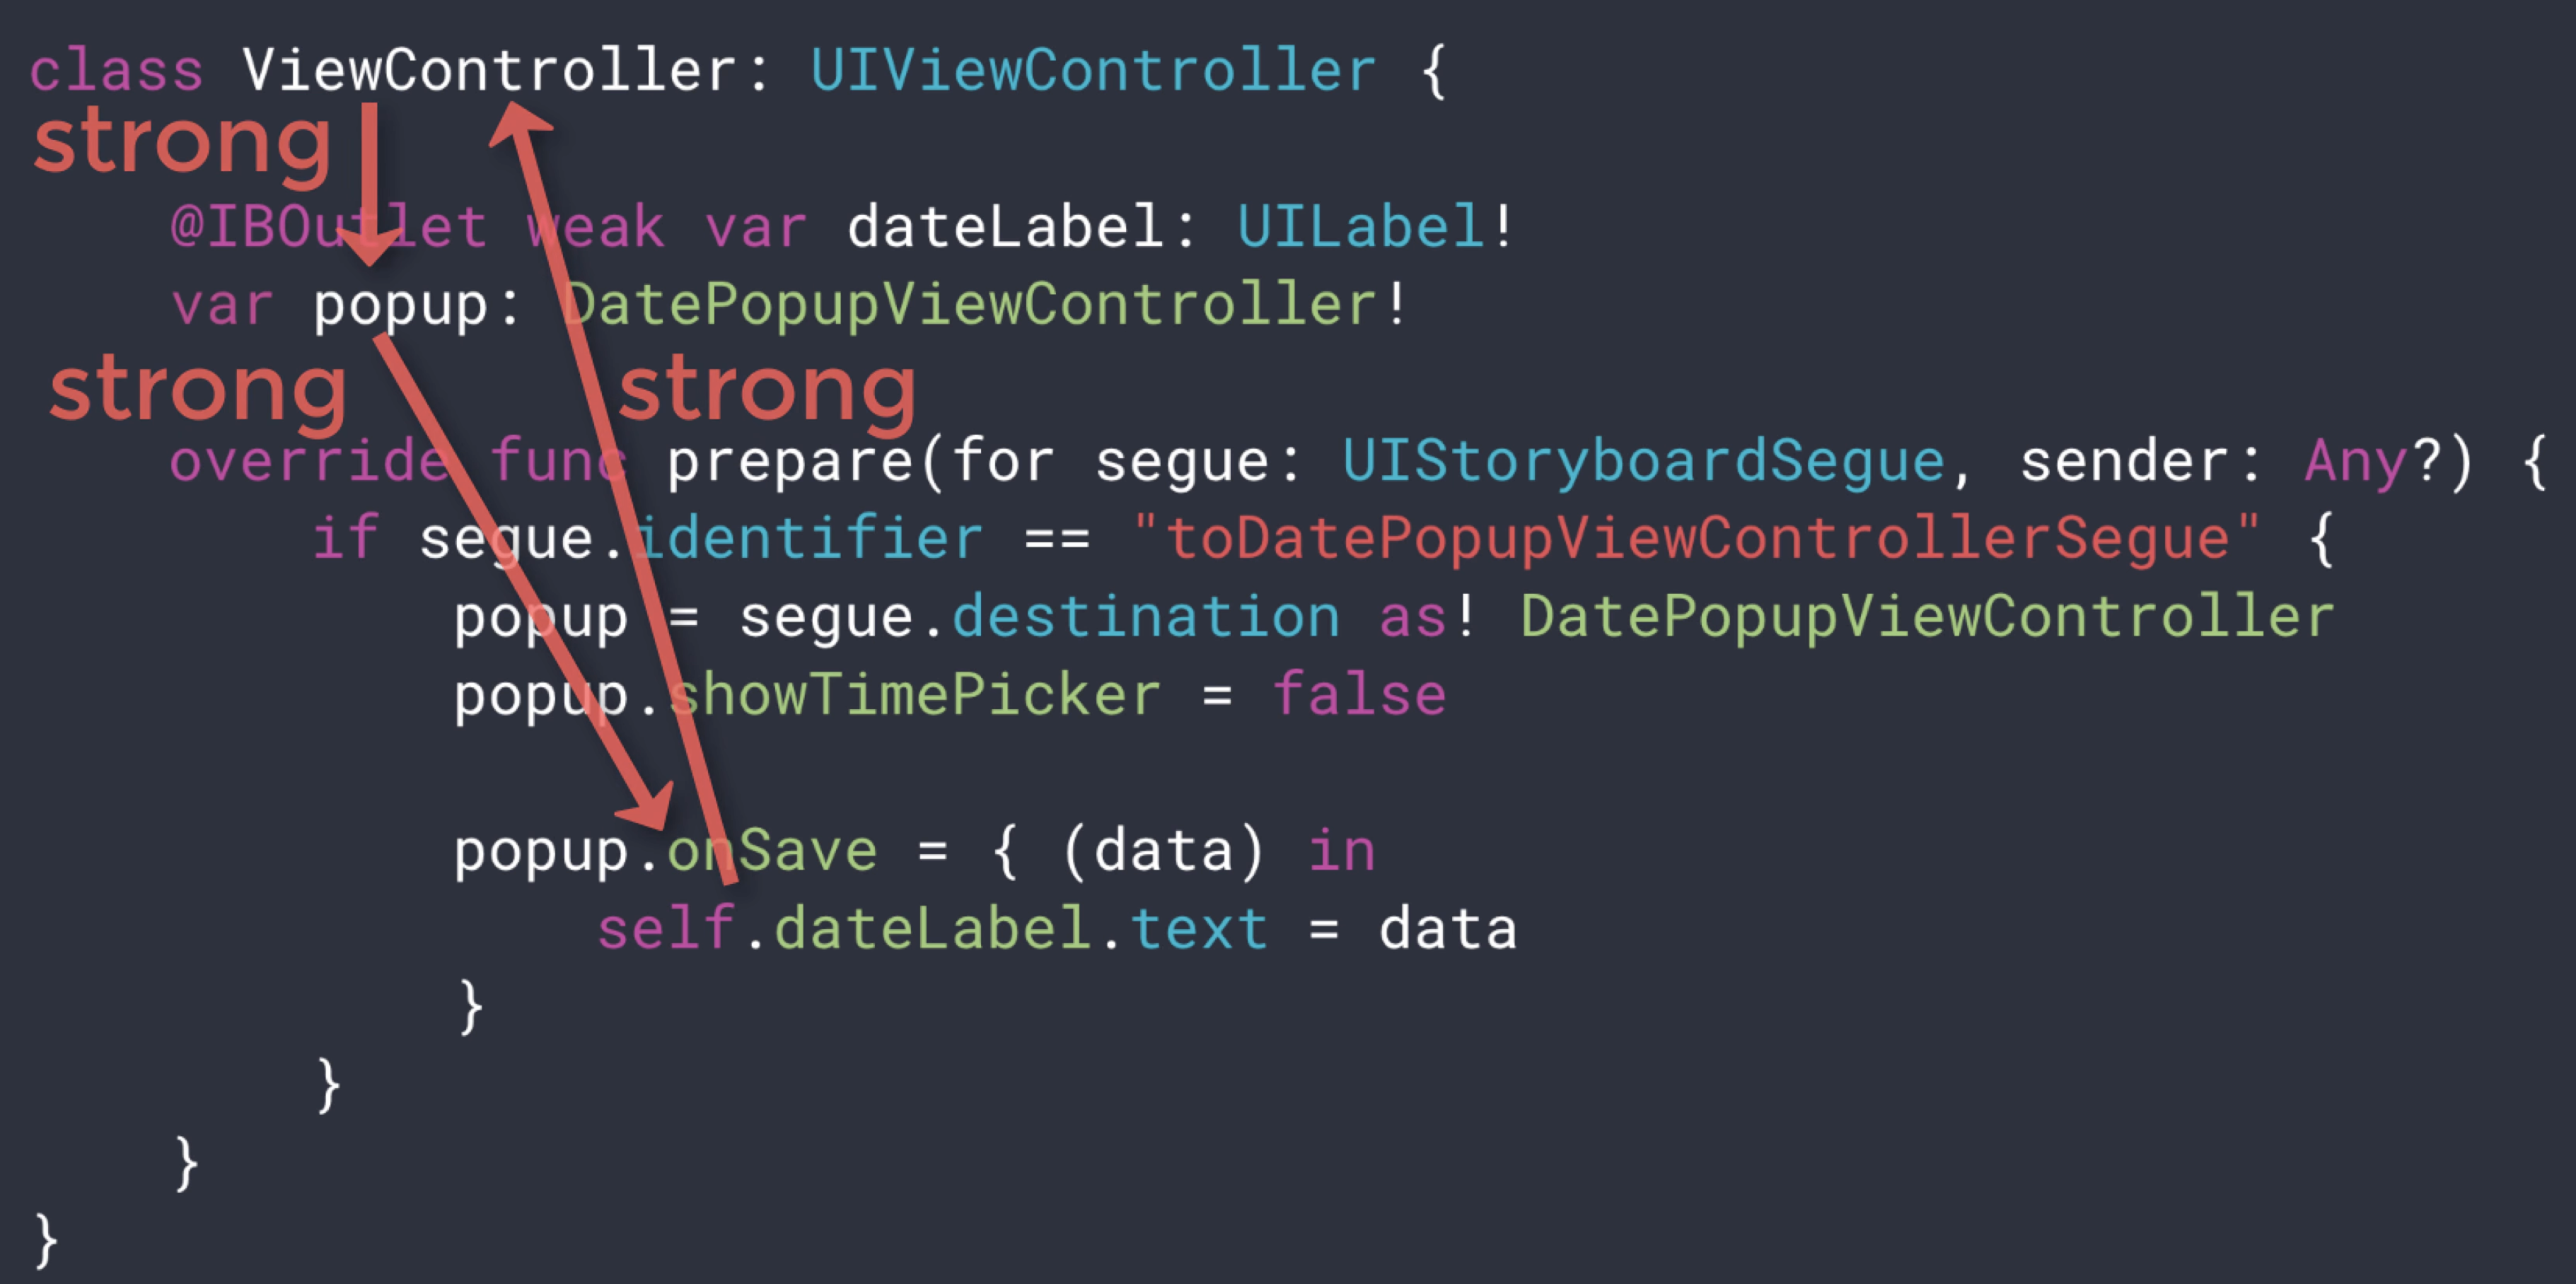 class ViewController: UIViewController {
strong
@IBOutlet weak var dateLabel: UILabel!
var popup: DatePopupViewController!
strong strong
override func prepare(for segue: UIStoryboardSegue, sender: Any?) {
if segue.identifier == "toDatePopupViewControllerSegue" {
popup = segue.destination as! DatePopupViewController
popup.showTimePicker = false
popup.onSave = { (data) in
self.dateLabel.text = data
}
}
}
}